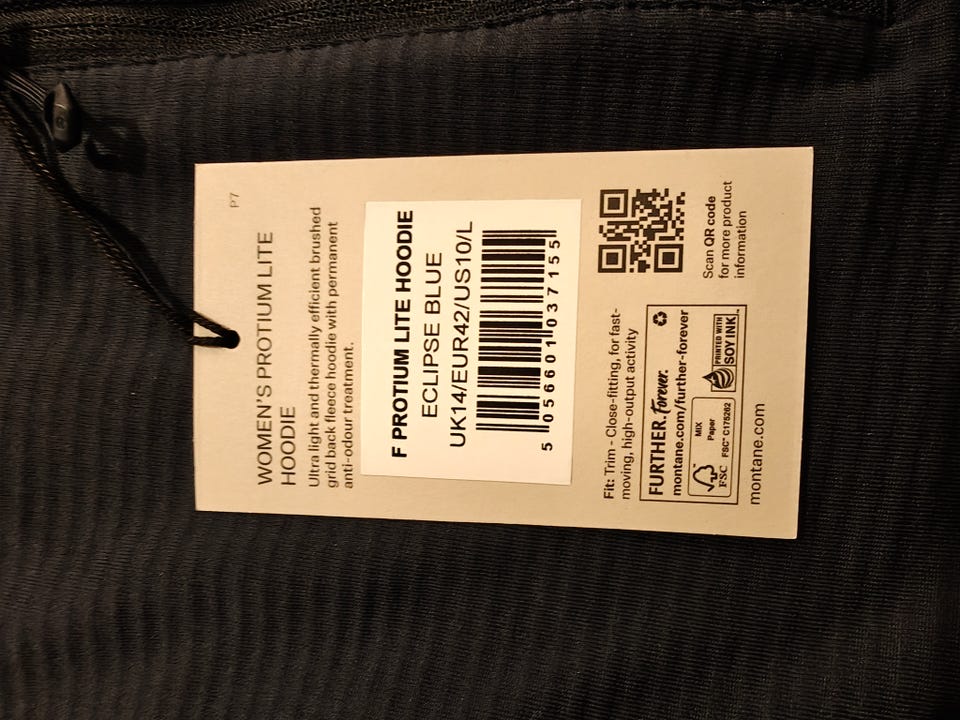 P7
WOMEN'S PROTIUM LITE
HOODIE
Ultra light and thermally efficient brushed
grid back fleece hoodie with permanent
anti-odour treatment.
F PROTIUM LITE HOODIE
ECLIPSE BLUE
UK14/EUR42/US10/L
5 056601 037155
Fit: Trim - Close-fitting, for fast-
moving, high-output activity
Scan QR code
for more product
information
FURTHER. Forever.
montane.com/further-forever
FSC
MIX
Paper
FSC™ C175262
PRINTED WITH
SOY INK™
montane.com